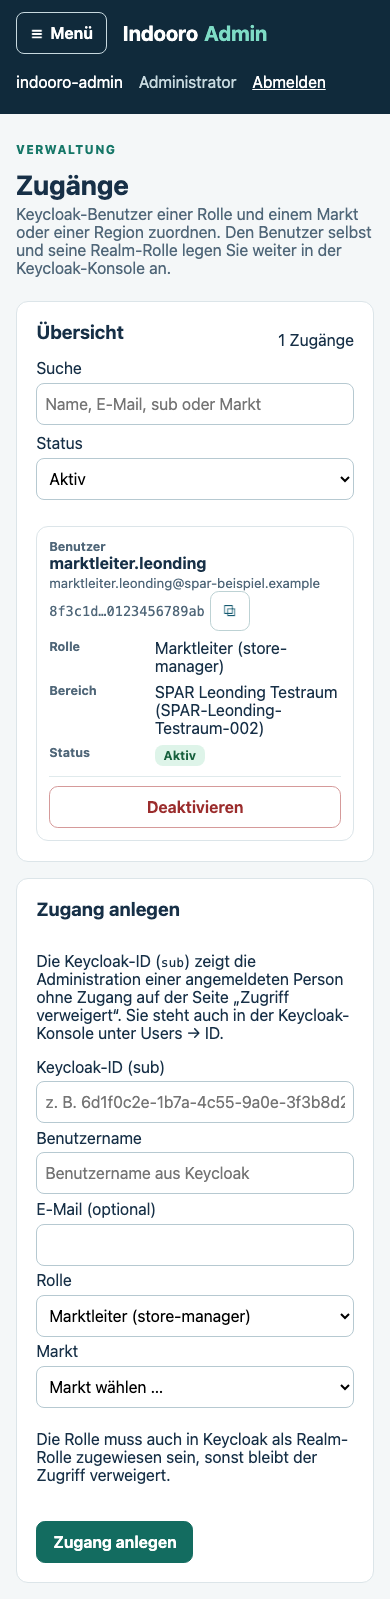 ≡ Menü
Indooro Admin
indooro-admin Administrator Abmelden
VERWALTUNG
Zugänge
Keycloak-Benutzer einer Rolle und einem Markt
oder einer Region zuordnen. Den Benutzer selbst
und seine Realm-Rolle legen Sie weiter in der
Keycloak-Konsole an.
Übersicht
1 Zugänge
Suche
Name, E-Mail, sub oder Markt
Status
Aktiv
Benutzer
marktleiter.leonding
marktleiter.leonding@spar-beispiel.example
8f3c1d…0123456789ab
Rolle
Marktleiter (store-
manager)
Bereich
SPAR Leonding Testraum
(SPAR-Leonding-
Testraum-002)
Status
Aktiv
Deaktivieren
Zugang anlegen
Die Keycloak-ID (sub) zeigt die
Administration einer angemeldeten Person
ohne Zugang auf der Seite „Zugriff
verweigert“. Sie steht auch in der Keycloak-
Konsole unter Users → ID.
Keycloak-ID (sub)
z. B. 6d1f0c2e-1b7a-4c55-9a0e-3f3b8d2
Benutzername
Benutzername aus Keycloak
E-Mail (optional)
Rolle
Marktleiter (store-manager)
Markt
Markt wählen ...
Die Rolle muss auch in Keycloak als Realm-
Rolle zugewiesen sein, sonst bleibt der
Zugriff verweigert.
Zugang anlegen